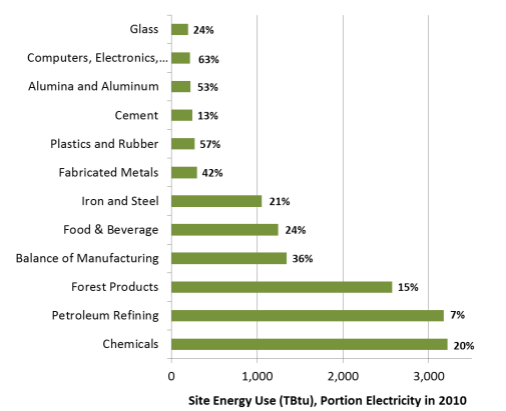 Glass 24%
Computers, Electronics,... 63%
Alumina and Aluminum 53%
Cement 13%
Plastics and Rubber 57%
Fabricated Metals 42%
Iron and Steel 21%
Food & Beverage 24%
Balance of Manufacturing 36%
Forest Products 15%
Petroleum Refining 7%
Chemicals 20%
0 1,000 2,000 3,000
Site Energy Use (TBtu), Portion Electricity in 2010